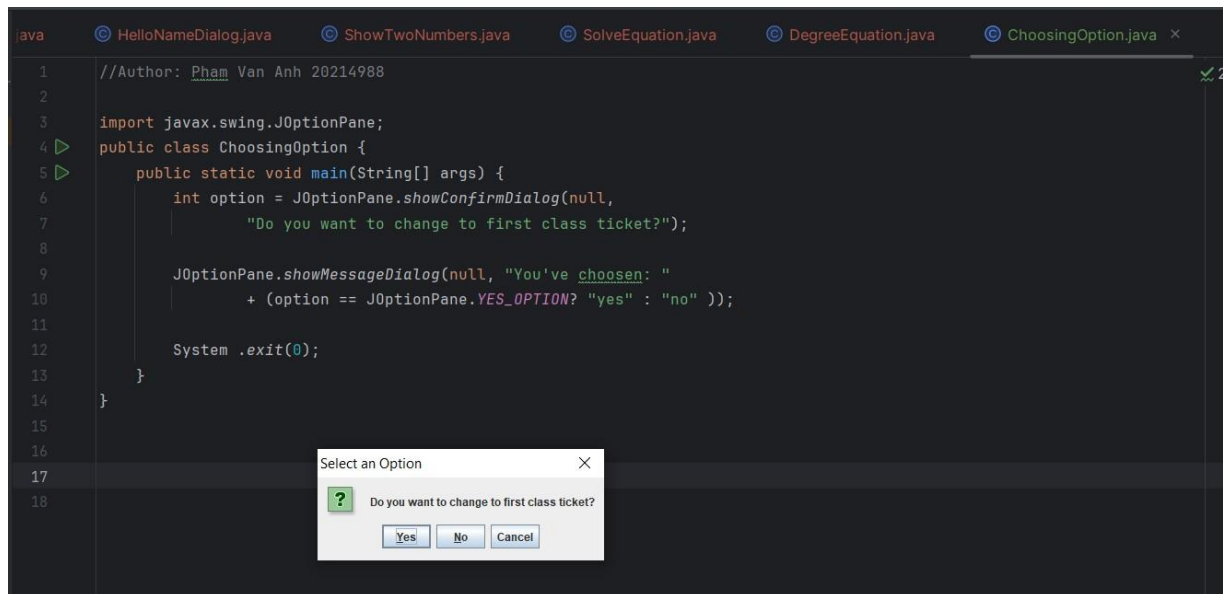 java HelloNameDialog.java ShowTwoNumbers.java SolveEquation.java DegreeEquation.java ChoosingOption.java ×
1 //Author: Pham Van Anh 20214988
2
3 import javax.swing.JOptionPane;
4 public class ChoosingOption {
5 public static void main(String[] args) {
6 int option = JOptionPane.showConfirmDialog(null,
7 "Do you want to change to first class ticket?");
8
9 JOptionPane.showMessageDialog(null, "You've choosen: "
10 + (option == JOptionPane.YES_OPTION? "yes" : "no" ));
11
12 System .exit(0);
13 }
14 }
15
16
17
18
2
Select an Option
? Do you want to change to first class ticket?
Yes No Cancel